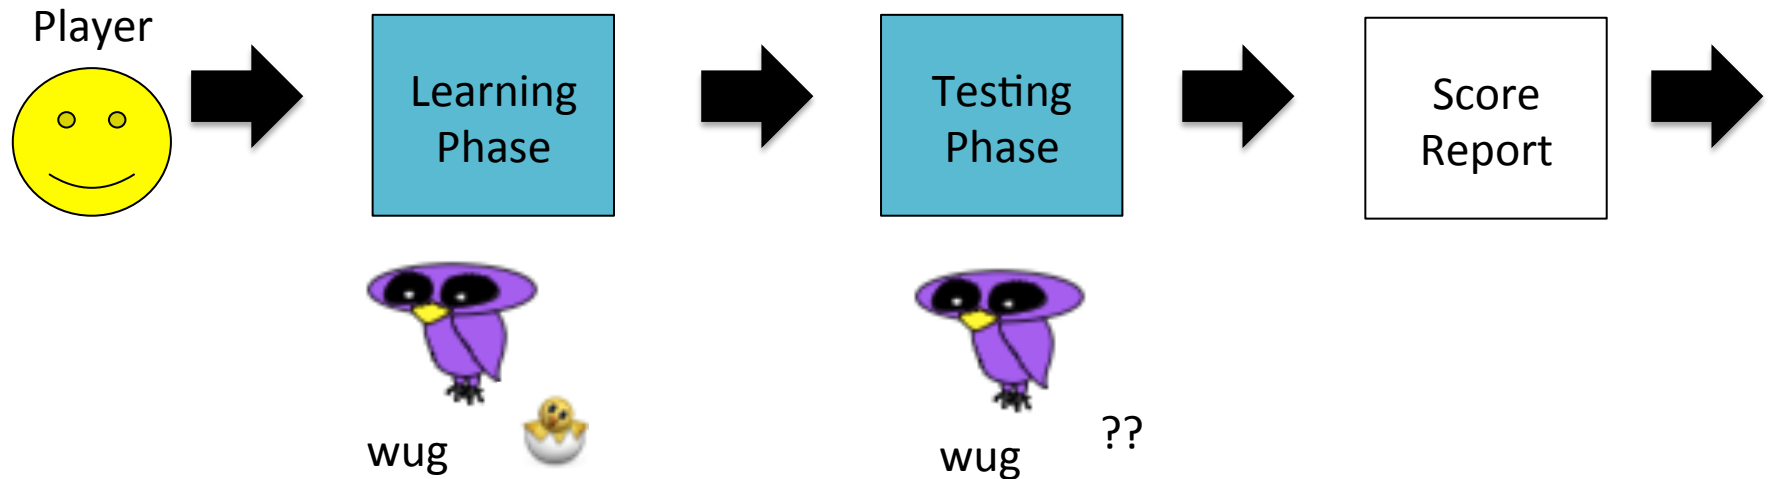 Player
Learning
Phase
Testing
Phase
Score
Report
wug
wug
??